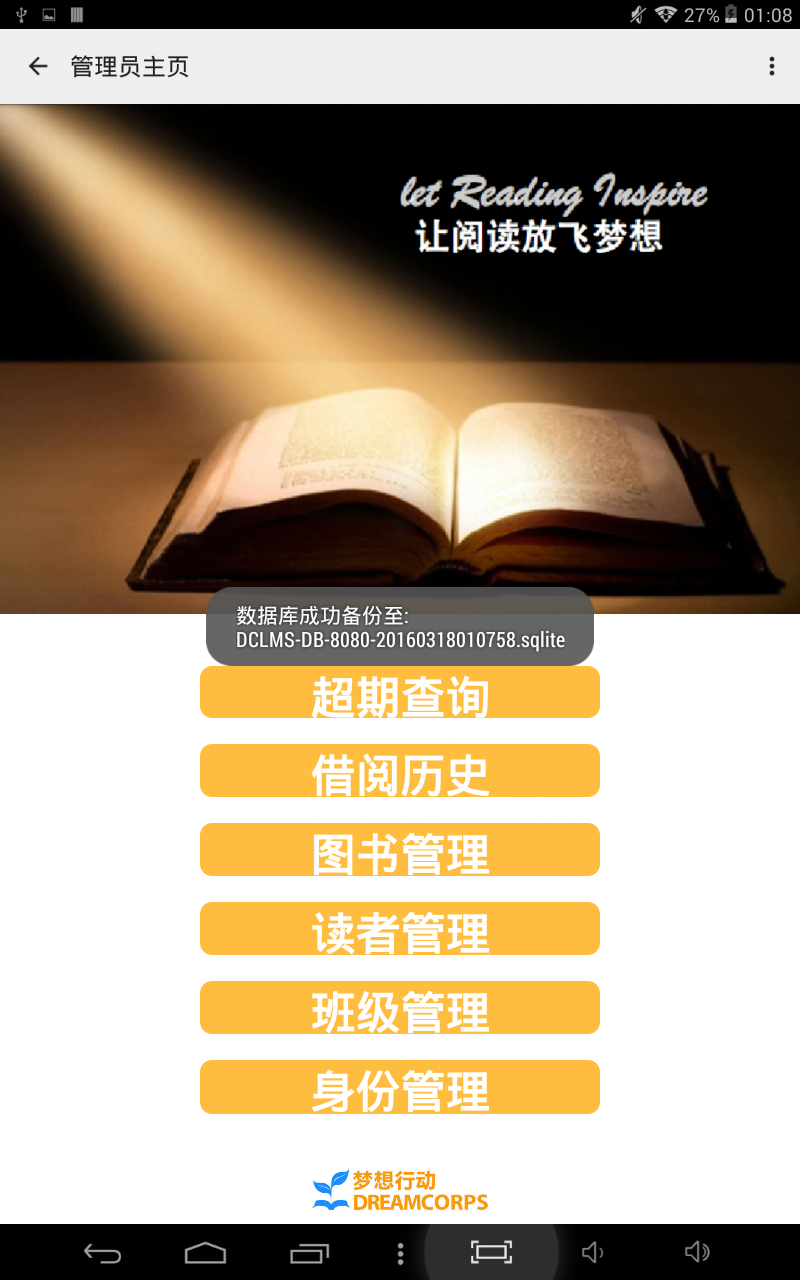 27% 01:08
管理员主页
let Reading Inspire
让阅读放飞梦想
数据库成功备份至:
DCLMS-DB-8080-20160318010758.sqlite
超期查询
借阅历史
图书管理
读者管理
班级管理
身份管理
梦想行动
DREAMCORPS